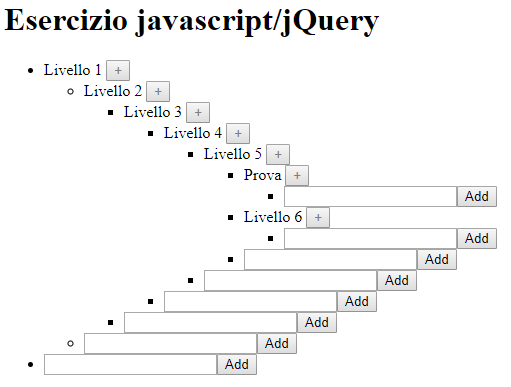 Esercizio javascript/jQuery
Livello 1 +
Livello 2 +
Livello 3 +
Livello 4 +
Livello 5 +
Prova +
Add
Livello 6 +
Add
Add
Add
Add
Add
Add
Add